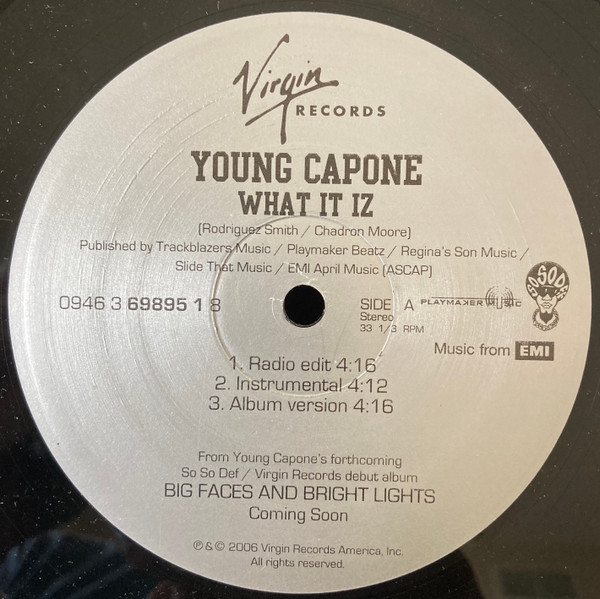 Virgin
RECORDS
YOUNG CAPONE
WHAT IT IZ
(Rodriguez Smith / Chadron Moore)
Published by Trackblazers Music / Playmaker Beatz / Regina's Son Music /
Slide That Music / EMI April Music (ASCAP)
0946 3 69895 1 8
SIDE A
Stereo
33 1/3 RPM
PLAYMAKER MUSIC
SO SO DEF
Music from EMI
1. Radio edit 4:16
2. Instrumental 4:12
3. Album version 4:16
From Young Capone's forthcoming
So So Def / Virgin Records debut album
BIG FACES AND BRIGHT LIGHTS
Coming Soon
℗ & © 2006 Virgin Records America, Inc.
All rights reserved.